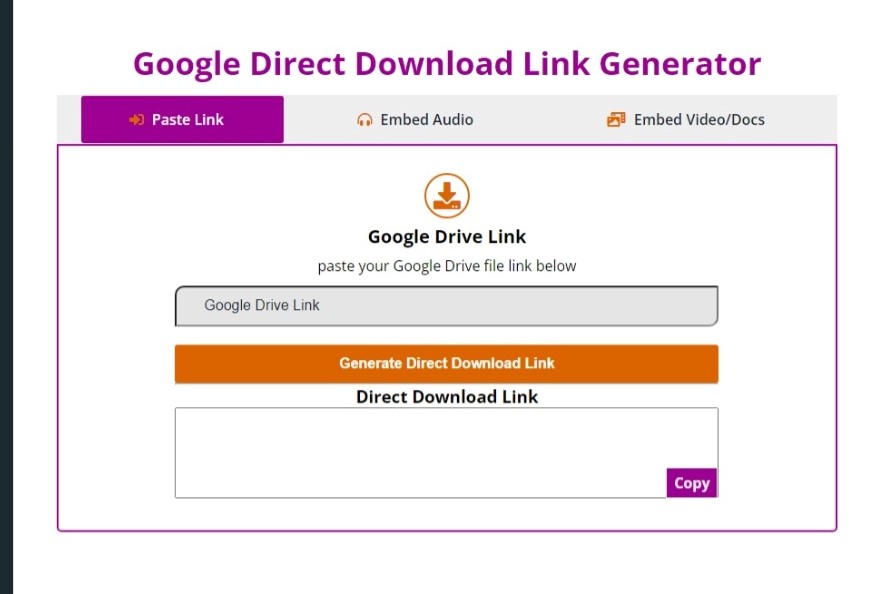 Google Direct Download Link Generator
Paste Link
Embed Audio
Embed Video/Docs
Google Drive Link
paste your Google Drive file link below
Google Drive Link
Generate Direct Download Link
Direct Download Link
Copy